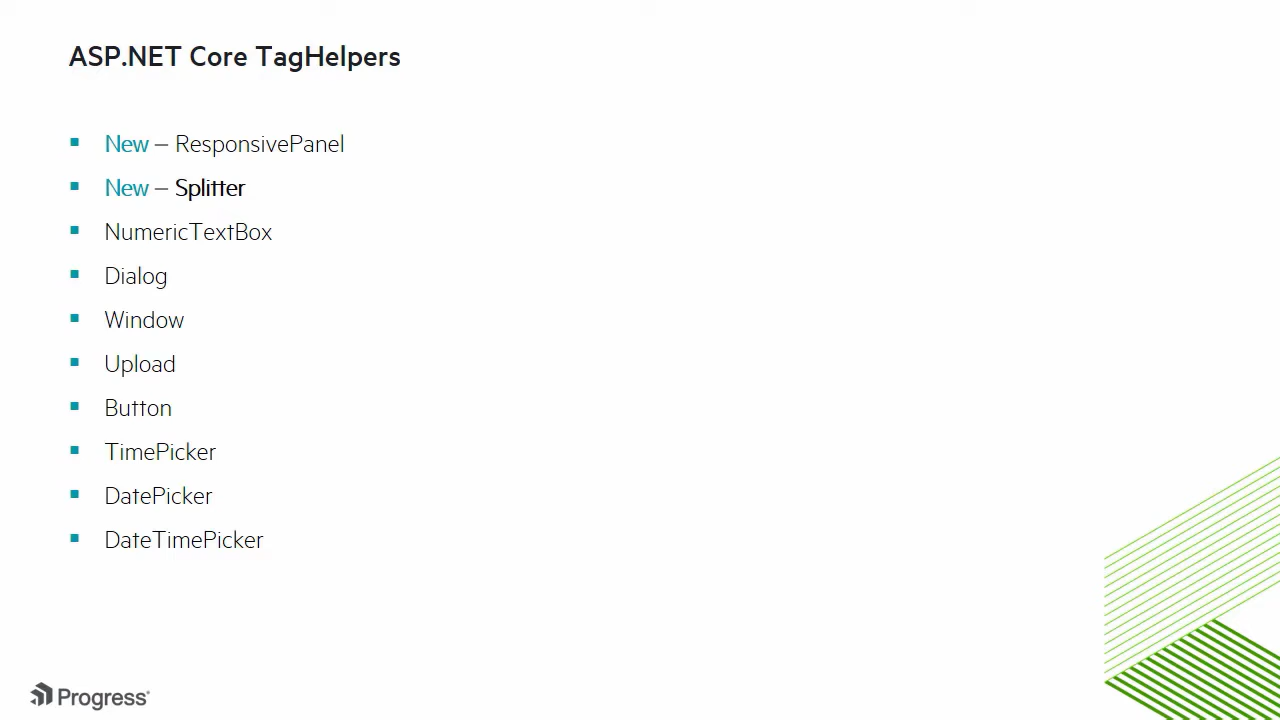 ASP.NET Core TagHelpers
▪ New – ResponsivePanel
▪ New – Splitter
▪ NumericTextBox
▪ Dialog
▪ Window
▪ Upload
▪ Button
▪ TimePicker
▪ DatePicker
▪ DateTimePicker
Progress